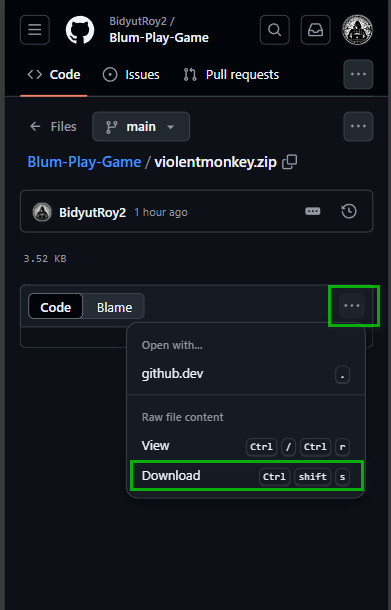 BidyutRoy2 /
Blum-Play-Game
Code Issues Pull requests
Files main
Blum-Play-Game / violentmonkey.zip
BidyutRoy2 1 hour ago
3.52 KB
Code Blame
Open with...
github.dev .
Raw file content
View Ctrl / Ctrl r
Download Ctrl shift s